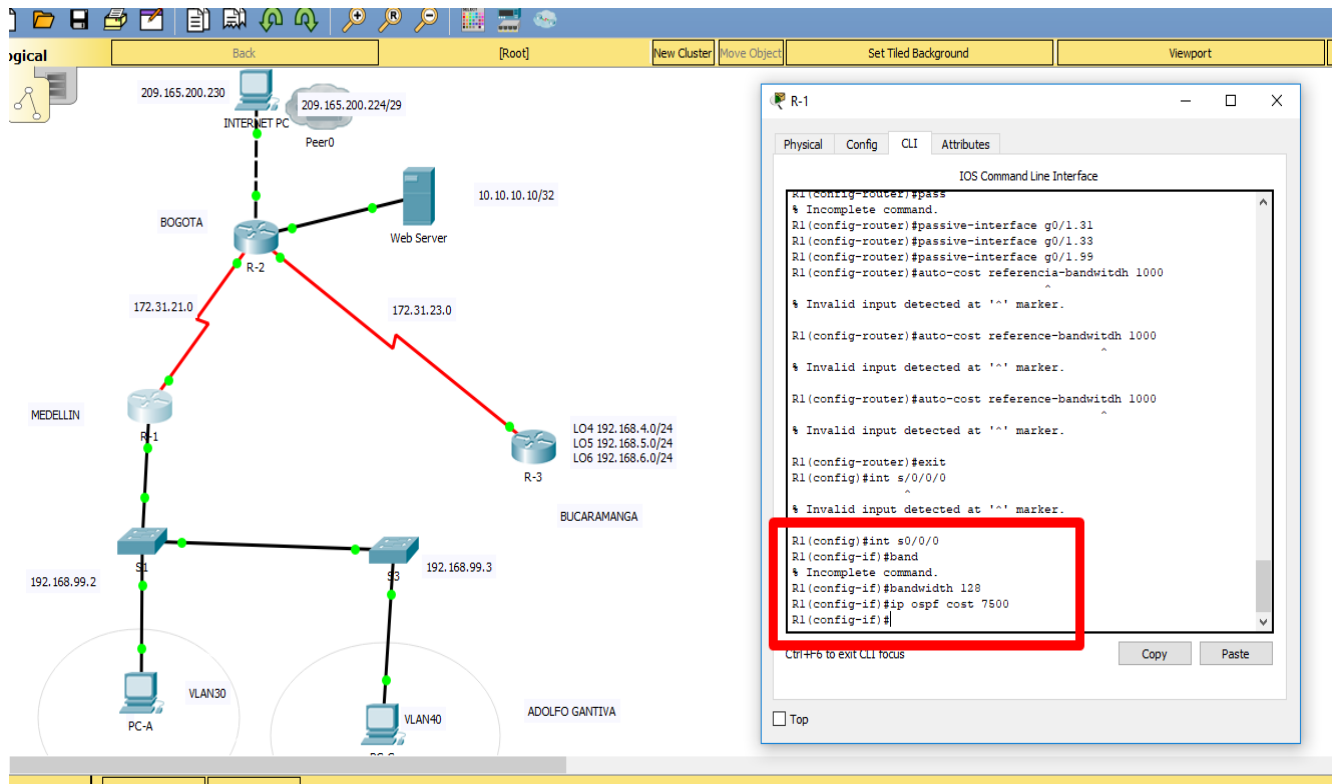 ogical
Back
[Root]
New Cluster
Move Object
Set Tiled Background
Viewport
209.165.200.230
209.165.200.224/29
INTERNET PC
Peer0
10.10.10.10/32
Web Server
BOGOTA
R-2
172.31.21.0
172.31.23.0
MEDELLIN
R-1
LO4 192.168.4.0/24
LO5 192.168.5.0/24
LO6 192.168.6.0/24
R-3
BUCARAMANGA
S1
S3
192.168.99.3
192.168.99.2
VLAN30
PC-A
VLAN40
ADOLFO GANTIVA
R-1
Physical
Config
CLI
Attributes
IOS Command Line Interface
R1(config-router)#pass
% Incomplete command.
R1(config-router)#passive-interface g0/1.31
R1(config-router)#passive-interface g0/1.33
R1(config-router)#passive-interface g0/1.99
R1(config-router)#auto-cost referencia-bandwitdh 1000
^
% Invalid input detected at '^' marker.
R1(config-router)#auto-cost reference-bandwitdh 1000
^
% Invalid input detected at '^' marker.
R1(config-router)#auto-cost reference-bandwitdh 1000
^
% Invalid input detected at '^' marker.
R1(config-router)#exit
R1(config)#int s/0/0/0
^
% Invalid input detected at '^' marker.
R1(config)#int s0/0/0
R1(config-if)#band
% Incomplete command.
R1(config-if)#bandwidth 128
R1(config-if)#ip ospf cost 7500
R1(config-if)#
Ctrl+F6 to exit CLI focus
Copy
Paste
Top